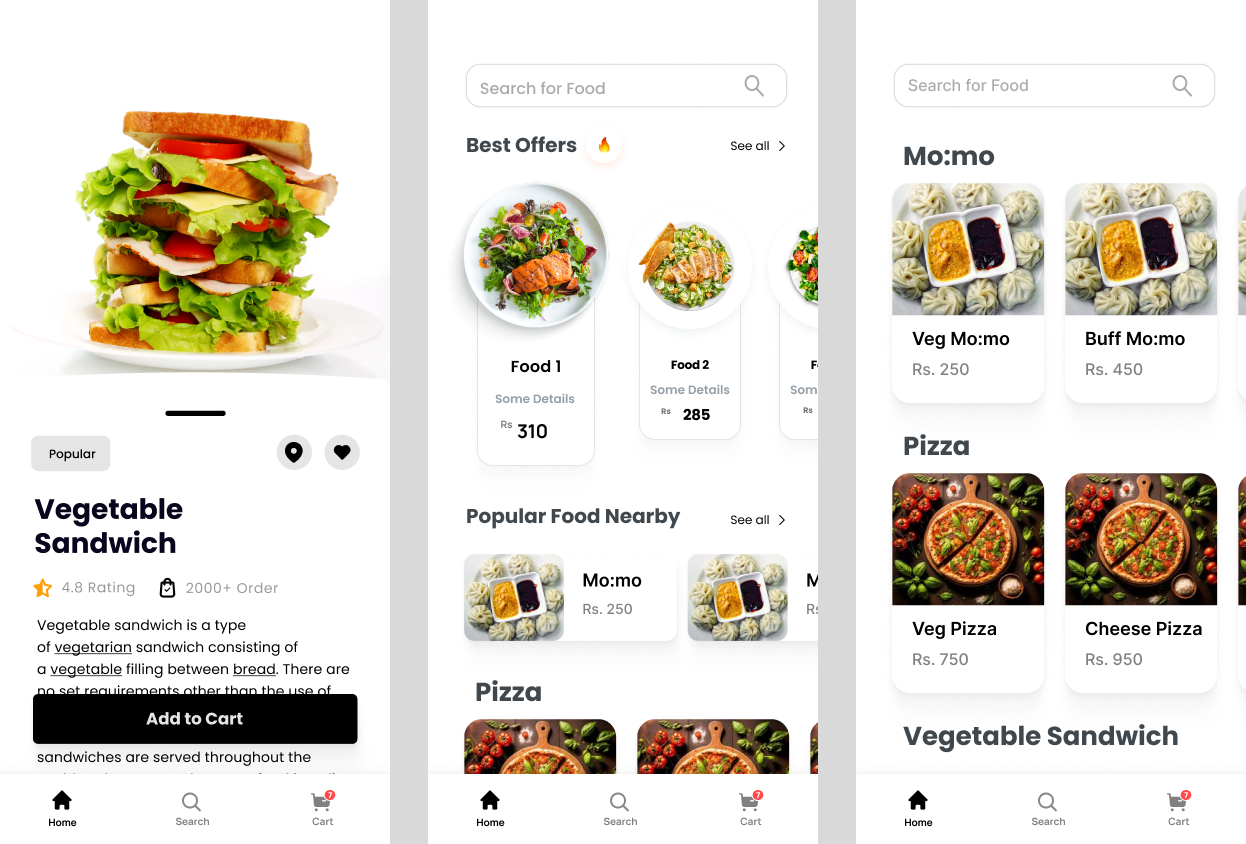 Popular
Vegetable
Sandwich
4.8 Rating
2000+ Order
Vegetable sandwich is a type
of vegetarian sandwich consisting of
a vegetable filling between bread. There are
no set requirements other than the use of
Add to Cart
sandwiches are served throughout the
Home
Search
7
Cart
Search for Food
Best Offers
See all
Food 1
Some Details
Rs 310
Food 2
Some Details
Rs 285
Som
Rs
Popular Food Nearby
See all
Mo:mo
Rs. 250
M
Rs
Pizza
Home
Search
7
Cart
Search for Food
Mo:mo
Veg Mo:mo
Rs. 250
Buff Mo:mo
Rs. 450
Pizza
Veg Pizza
Rs. 750
Cheese Pizza
Rs. 950
Vegetable Sandwich
Home
Search
7
Cart